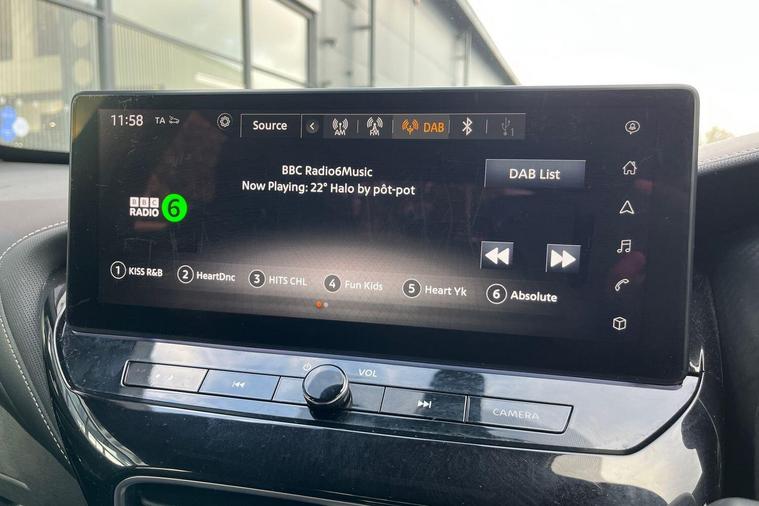 11:58 TA Source AM FM DAB 1
BBC Radio6Music
DAB List
Now Playing: 22° Halo by pôt-pot
BBC
RADIO 6
1 KISS R&B 2 HeartDnc 3 HITS CHL 4 Fun Kids 5 Heart Yk 6 Absolute
VOL
CAMERA